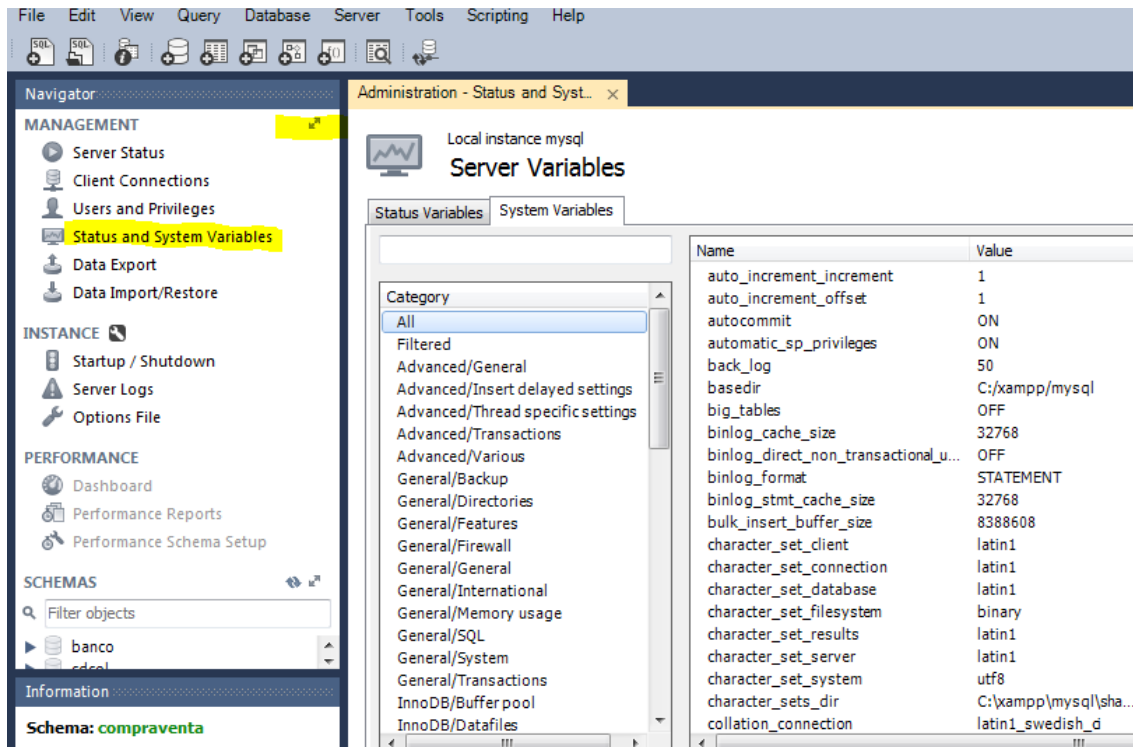 File Edit View Query Database Server Tools Scripting Help
SQL SQL
Navigator
MANAGEMENT
Server Status
Client Connections
Users and Privileges
Status and System Variables
Data Export
Data Import/Restore
INSTANCE
Startup / Shutdown
Server Logs
Options File
PERFORMANCE
Dashboard
Performance Reports
Performance Schema Setup
SCHEMAS
Filter objects
banco
Information
Schema: compraventa
Administration - Status and Syst...
Local instance mysql
Server Variables
Status Variables System Variables
Category
All
Filtered
Advanced/General
Advanced/Insert delayed settings
Advanced/Thread specific settings
Advanced/Transactions
Advanced/Various
General/Backup
General/Directories
General/Features
General/Firewall
General/General
General/International
General/Memory usage
General/SQL
General/System
General/Transactions
InnoDB/Buffer pool
InnoDB/Datafiles
Name Value
auto_increment_increment 1
auto_increment_offset 1
autocommit ON
automatic_sp_privileges ON
back_log 50
basedir C:/xampp/mysql
big_tables OFF
binlog_cache_size 32768
binlog_direct_non_transactional_u... OFF
binlog_format STATEMENT
binlog_stmt_cache_size 32768
bulk_insert_buffer_size 8388608
character_set_client latin1
character_set_connection latin1
character_set_database latin1
character_set_filesystem binary
character_set_results latin1
character_set_server latin1
character_set_system utf8
character_sets_dir C:\xampp\mysql\sha...
collation_connection latin1_swedish_ci